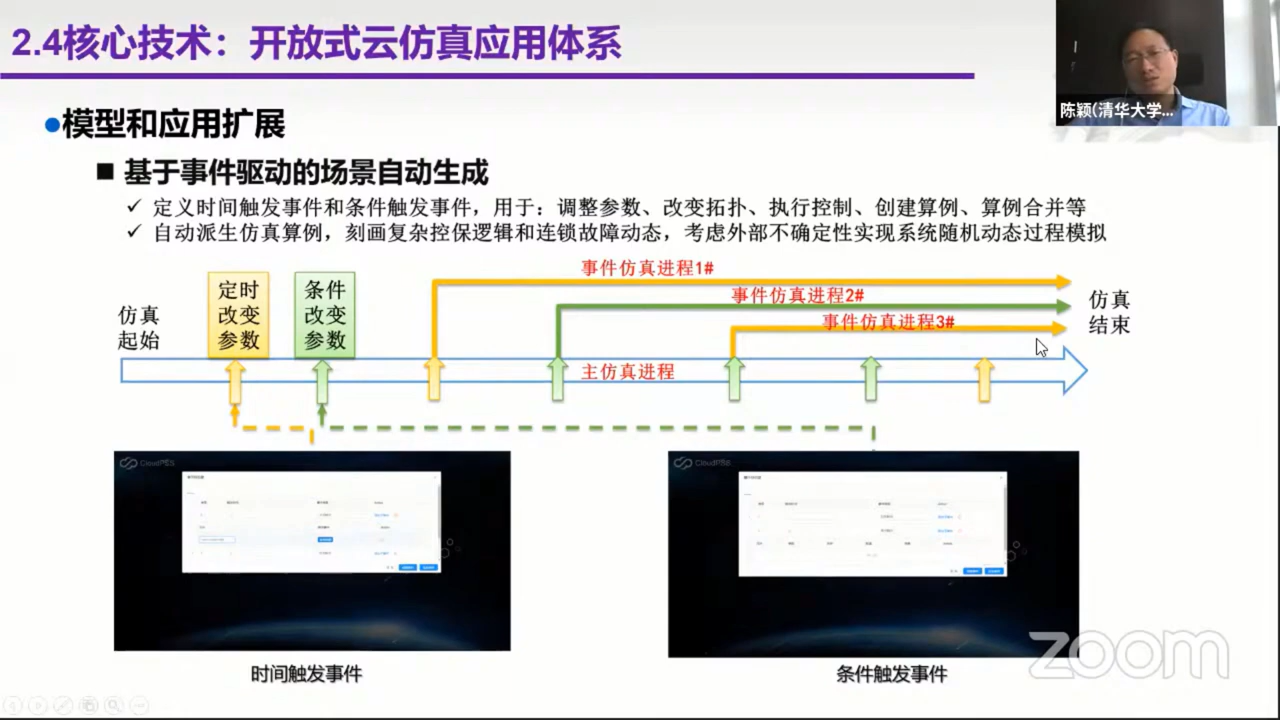 2.4核心技术：开放式云仿真应用体系
陈颖(清华大学...
●模型和应用扩展
■ 基于事件驱动的场景自动生成
✓ 定义时间触发事件和条件触发事件，用于：调整参数、改变拓扑、执行控制、创建算例、算例合并等
✓ 自动派生仿真算例，刻画复杂控保逻辑和连锁故障动态，考虑外部不确定性实现系统随机动态过程模拟
仿真
起始
定时
改变
参数
条件
改变
参数
事件仿真进程1#
事件仿真进程2#
事件仿真进程3#
仿真
结束
主仿真进程
CloudPSS
CloudPSS
时间触发事件
条件触发事件
zoom